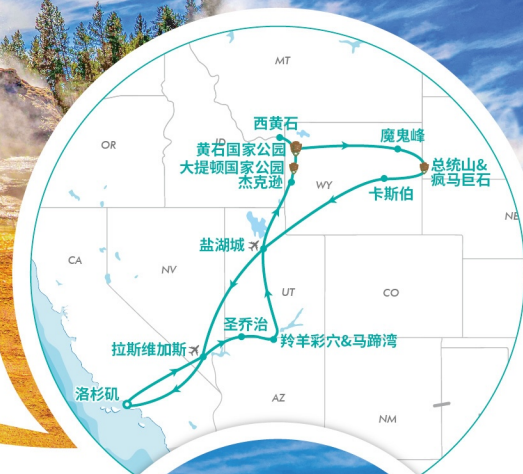 MT
西黄石
OR
ID
黄石国家公园
魔鬼峰
大提顿国家公园
总统山&
疯马巨石
杰克逊
WY
卡斯伯
NE
盐湖城
CA
NV
UT
CO
圣乔治
羚羊彩穴&马蹄湾
拉斯维加斯
洛杉矶
AZ
NM